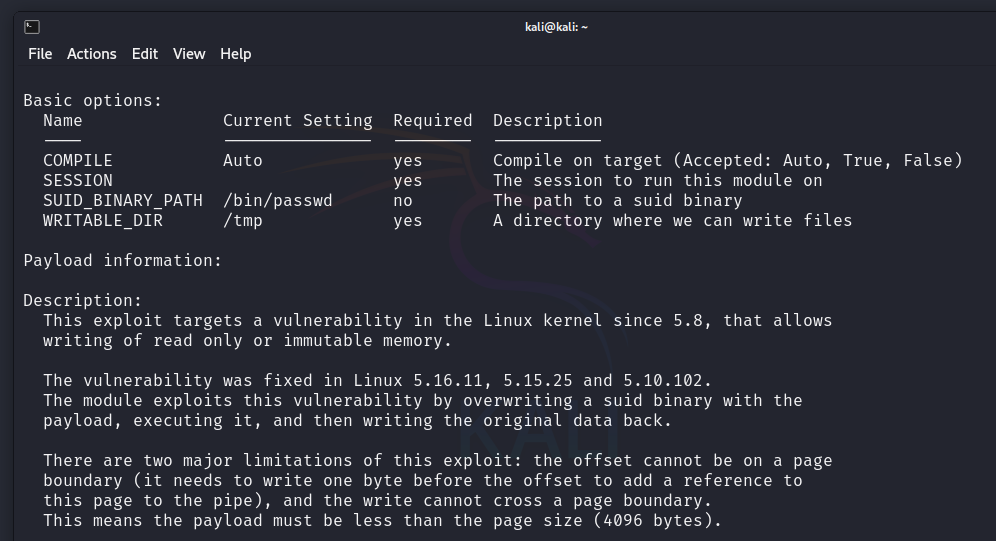 kali@kali: ~
File Actions Edit View Help
Basic options:
Name Current Setting Required Description
COMPILE Auto yes Compile on target (Accepted: Auto, True, False)
SESSION yes The session to run this module on
SUID_BINARY_PATH /bin/passwd no The path to a suid binary
WRITABLE_DIR /tmp yes A directory where we can write files
Payload information:
Description:
This exploit targets a vulnerability in the Linux kernel since 5.8, that allows
writing of read only or immutable memory.
The vulnerability was fixed in Linux 5.16.11, 5.15.25 and 5.10.102.
The module exploits this vulnerability by overwriting a suid binary with the
payload, executing it, and then writing the original data back.
There are two major limitations of this exploit: the offset cannot be on a page
boundary (it needs to write one byte before the offset to add a reference to
this page to the pipe), and the write cannot cross a page boundary.
This means the payload must be less than the page size (4096 bytes).
KALI